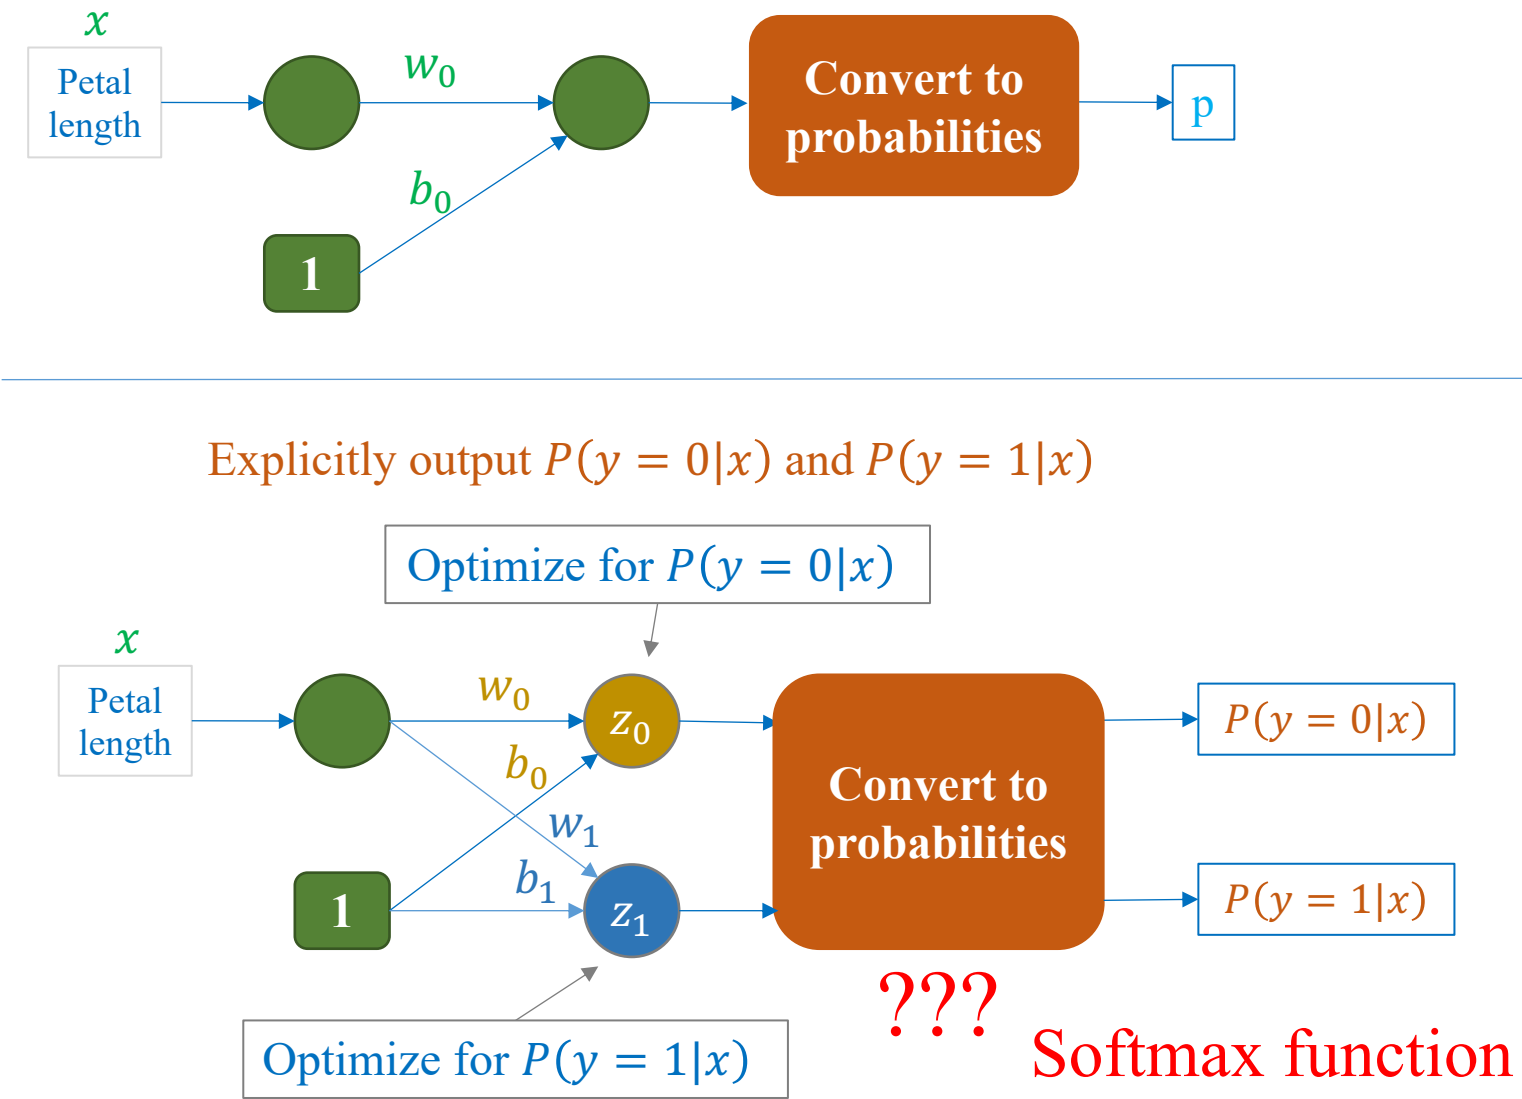 x
Petal
length
w₀
b₀
1
Convert to
probabilities
p
Explicitly output P(y = 0|x) and P(y = 1|x)
Optimize for P(y = 0|x)
x
Petal
length
w₀
b₀
w₁
b₁
1
z₀
z₁
Convert to
probabilities
P(y = 0|x)
P(y = 1|x)
Optimize for P(y = 1|x)
???
Softmax function